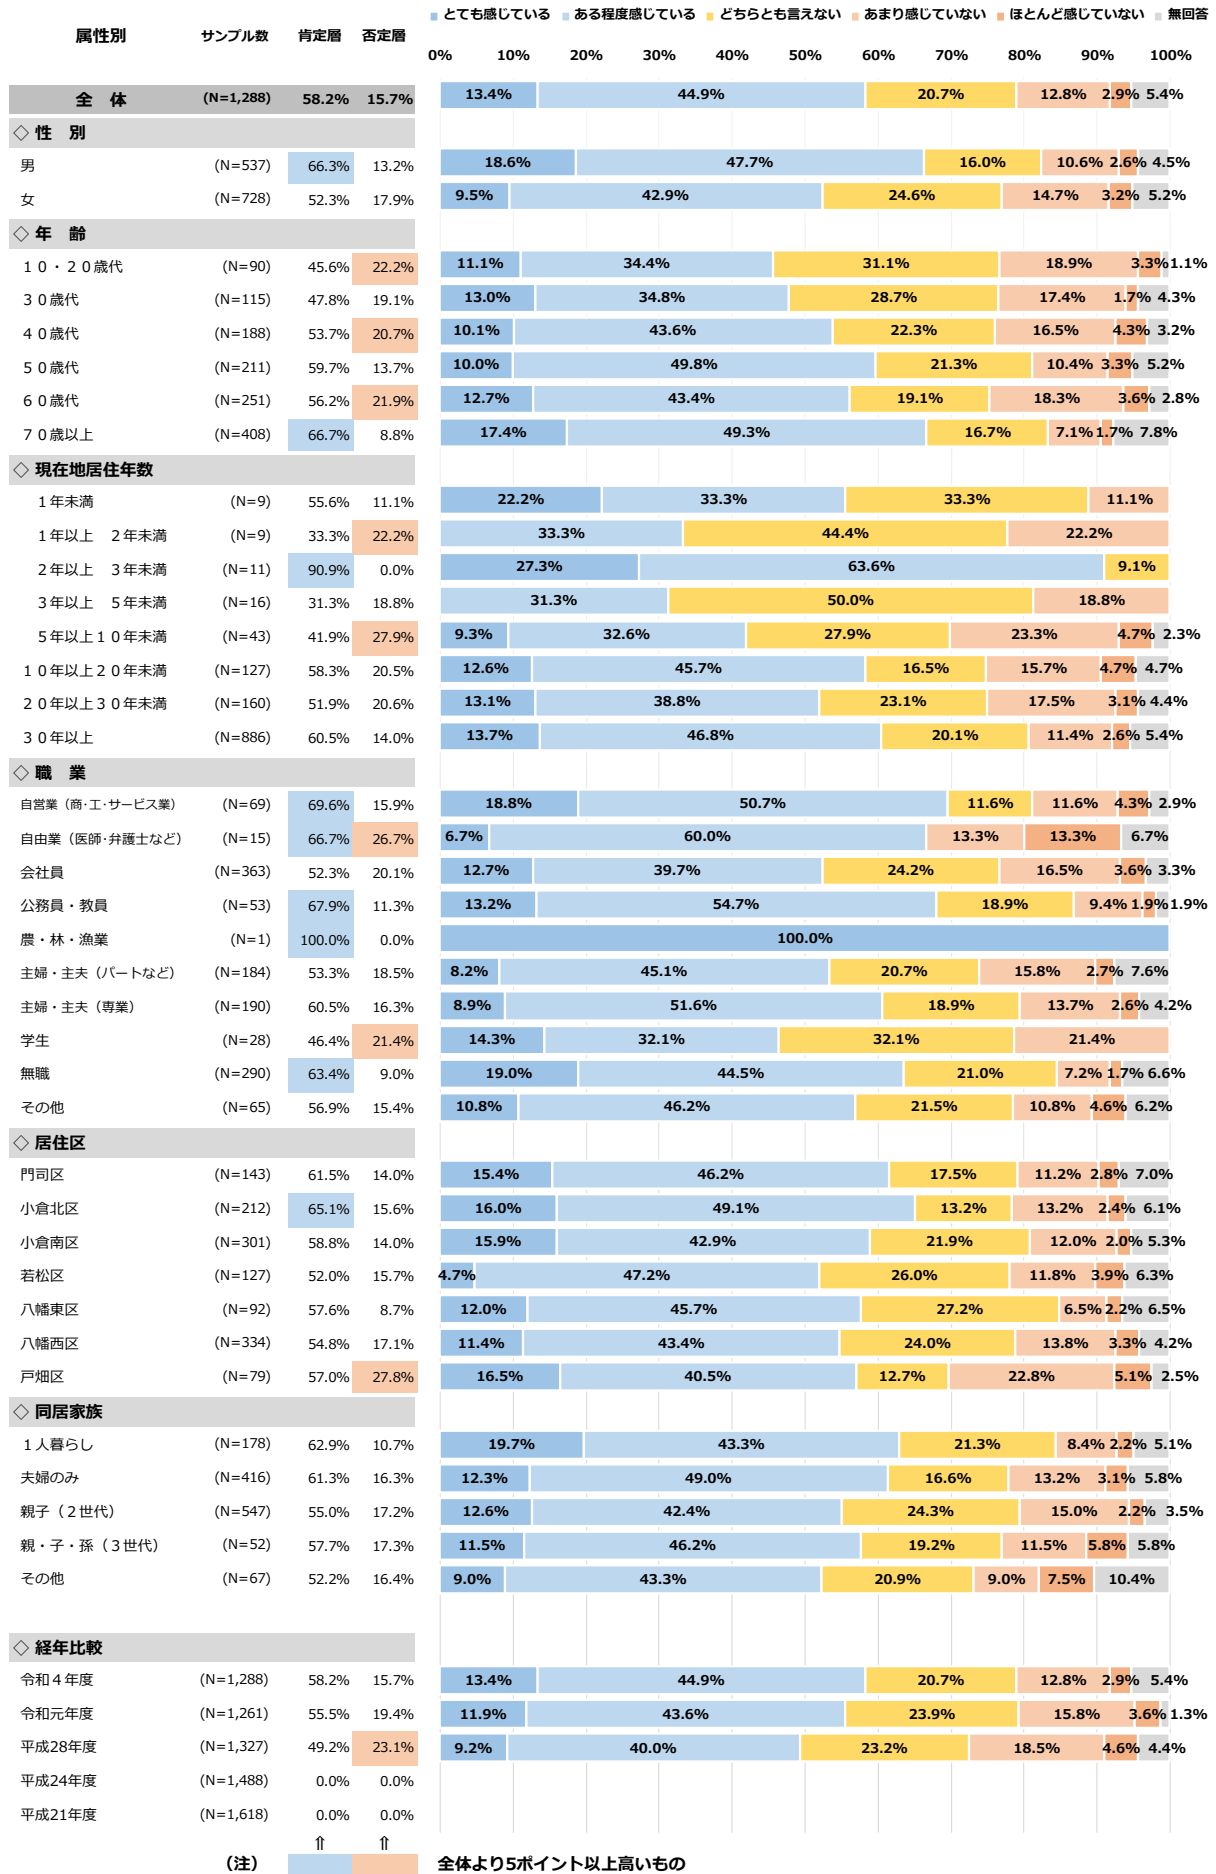 とても感じている ある程度感じている どちらとも言えない あまり感じていない ほとんど感じていない 無回答
属性別 サンプル数 肯定層 否定層
0% 10% 20% 30% 40% 50% 60% 70% 80% 90% 100%
全 体 (N=1,288) 58.2% 15.7% 13.4% 44.9% 20.7% 12.8% 2.9% 5.4%
◇ 性 別
男 (N=537) 66.3% 13.2% 18.6% 47.7% 16.0% 10.6% 2.6% 4.5%
女 (N=728) 52.3% 17.9% 9.5% 42.9% 24.6% 14.7% 3.2% 5.2%
◇ 年 齢
10・20歳代 (N=90) 45.6% 22.2% 11.1% 34.4% 31.1% 18.9% 3.3% 1.1%
30歳代 (N=115) 47.8% 19.1% 13.0% 34.8% 28.7% 17.4% 1.7% 4.3%
40歳代 (N=188) 53.7% 20.7% 10.1% 43.6% 22.3% 16.5% 4.3% 3.2%
50歳代 (N=211) 59.7% 13.7% 10.0% 49.8% 21.3% 10.4% 3.3% 5.2%
60歳代 (N=251) 56.2% 21.9% 12.7% 43.4% 19.1% 18.3% 3.6% 2.8%
70歳以上 (N=408) 66.7% 8.8% 17.4% 49.3% 16.7% 7.1% 1.7% 7.8%
◇ 現在地居住年数
1年未満 (N=9) 55.6% 11.1% 22.2% 33.3% 33.3% 11.1%
1年以上 2年未満 (N=9) 33.3% 22.2% 33.3% 44.4% 22.2%
2年以上 3年未満 (N=11) 90.9% 0.0% 27.3% 63.6% 9.1%
3年以上 5年未満 (N=16) 31.3% 18.8% 31.3% 50.0% 18.8%
5年以上10年未満 (N=43) 41.9% 27.9% 9.3% 32.6% 27.9% 23.3% 4.7% 2.3%
10年以上20年未満 (N=127) 58.3% 20.5% 12.6% 45.7% 16.5% 15.7% 4.7% 4.7%
20年以上30年未満 (N=160) 51.9% 20.6% 13.1% 38.8% 23.1% 17.5% 3.1% 4.4%
30年以上 (N=886) 60.5% 14.0% 13.7% 46.8% 20.1% 11.4% 2.6% 5.4%
◇ 職 業
自営業（商・工・サービス業） (N=69) 69.6% 15.9% 18.8% 50.7% 11.6% 11.6% 4.3% 2.9%
自由業（医師・弁護士など） (N=15) 66.7% 26.7% 6.7% 60.0% 13.3% 13.3% 6.7%
会社員 (N=363) 52.3% 20.1% 12.7% 39.7% 24.2% 16.5% 3.6% 3.3%
公務員・教員 (N=53) 67.9% 11.3% 13.2% 54.7% 18.9% 9.4% 1.9% 1.9%
農・林・漁業 (N=1) 100.0% 0.0% 100.0%
主婦・主夫（パートなど） (N=184) 53.3% 18.5% 8.2% 45.1% 20.7% 15.8% 2.7% 7.6%
主婦・主夫（専業） (N=190) 60.5% 16.3% 8.9% 51.6% 18.9% 13.7% 2.6% 4.2%
学生 (N=28) 46.4% 21.4% 14.3% 32.1% 32.1% 21.4%
無職 (N=290) 63.4% 9.0% 19.0% 44.5% 21.0% 7.2% 1.7% 6.6%
その他 (N=65) 56.9% 15.4% 10.8% 46.2% 21.5% 10.8% 4.6% 6.2%
◇ 居住区
門司区 (N=143) 61.5% 14.0% 15.4% 46.2% 17.5% 11.2% 2.8% 7.0%
小倉北区 (N=212) 65.1% 15.6% 16.0% 49.1% 13.2% 13.2% 2.4% 6.1%
小倉南区 (N=301) 58.8% 14.0% 15.9% 42.9% 21.9% 12.0% 2.0% 5.3%
若松区 (N=127) 52.0% 15.7% 4.7% 47.2% 26.0% 11.8% 3.9% 6.3%
八幡東区 (N=92) 57.6% 8.7% 12.0% 45.7% 27.2% 6.5% 2.2% 6.5%
八幡西区 (N=334) 54.8% 17.1% 11.4% 43.4% 24.0% 13.8% 3.3% 4.2%
戸畑区 (N=79) 57.0% 27.8% 16.5% 40.5% 12.7% 22.8% 5.1% 2.5%
◇ 同居家族
1人暮らし (N=178) 62.9% 10.7% 19.7% 43.3% 21.3% 8.4% 2.2% 5.1%
夫婦のみ (N=416) 61.3% 16.3% 12.3% 49.0% 16.6% 13.2% 3.1% 5.8%
親子（2世代） (N=547) 55.0% 17.2% 12.6% 42.4% 24.3% 15.0% 2.2% 3.5%
親・子・孫（3世代） (N=52) 57.7% 17.3% 11.5% 46.2% 19.2% 11.5% 5.8% 5.8%
その他 (N=67) 52.2% 16.4% 9.0% 43.3% 20.9% 9.0% 7.5% 10.4%
◇ 経年比較
令和4年度 (N=1,288) 58.2% 15.7% 13.4% 44.9% 20.7% 12.8% 2.9% 5.4%
令和元年度 (N=1,261) 55.5% 19.4% 11.9% 43.6% 23.9% 15.8% 3.6% 1.3%
平成28年度 (N=1,327) 49.2% 23.1% 9.2% 40.0% 23.2% 18.5% 4.6% 4.4%
平成24年度 (N=1,488) 0.0% 0.0%
平成21年度 (N=1,618) 0.0% 0.0%
⇑ ⇑
（注） 全体より5ポイント以上高いもの